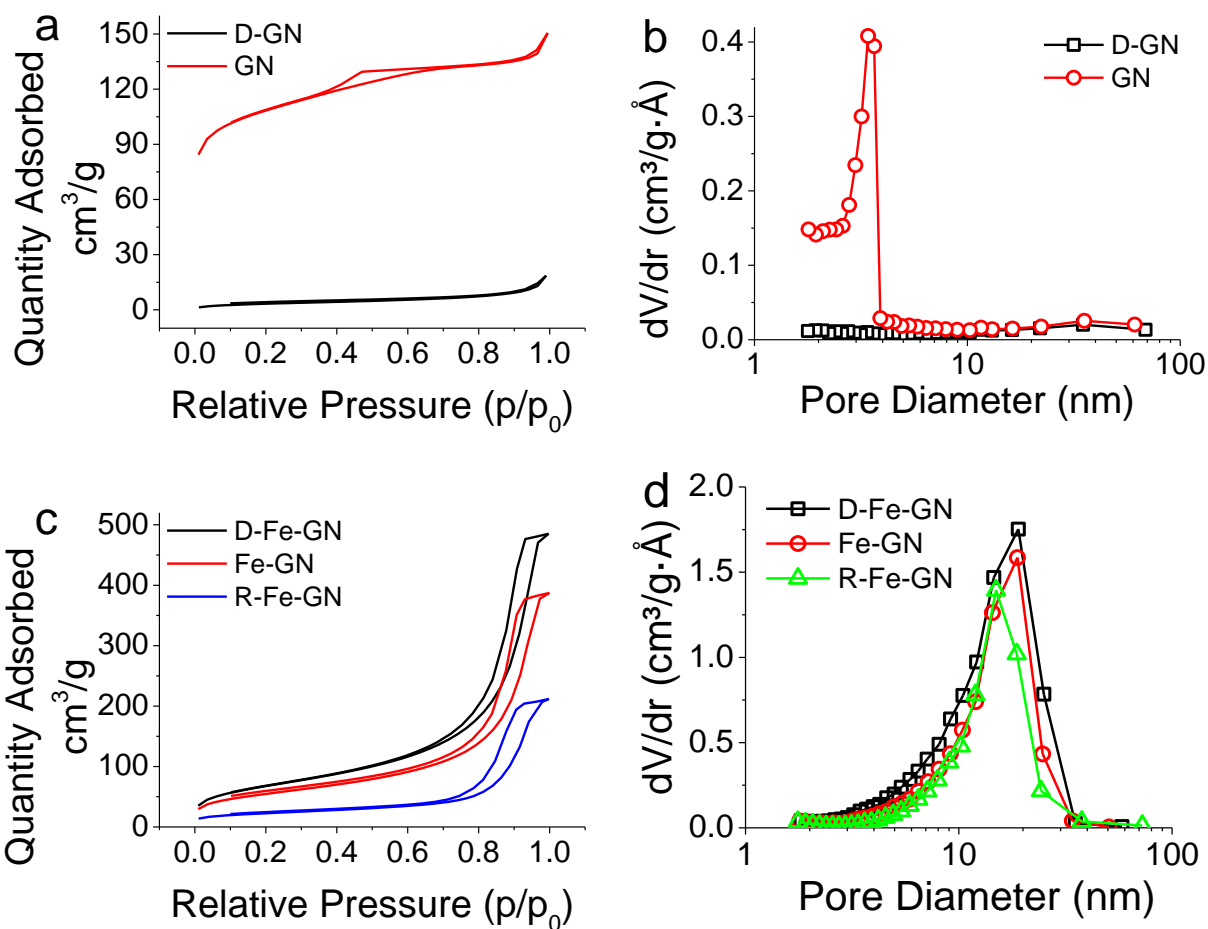 a
D-GN
GN
Quantity Adsorbed
cm³/g
150
120
90
60
30
0
0.0 0.2 0.4 0.6 0.8 1.0
Relative Pressure (p/p₀)
b
D-GN
GN
dV/dr (cm³/g·Å)
0.4
0.3
0.2
0.1
0.0
1 10 100
Pore Diameter (nm)
c
D-Fe-GN
Fe-GN
R-Fe-GN
Quantity Adsorbed
cm³/g
500
400
300
200
100
0
0.0 0.2 0.4 0.6 0.8 1.0
Relative Pressure (p/p₀)
d
D-Fe-GN
Fe-GN
R-Fe-GN
dV/dr (cm³/g·Å)
2.0
1.5
1.0
0.5
0.0
1 10 100
Pore Diameter (nm)